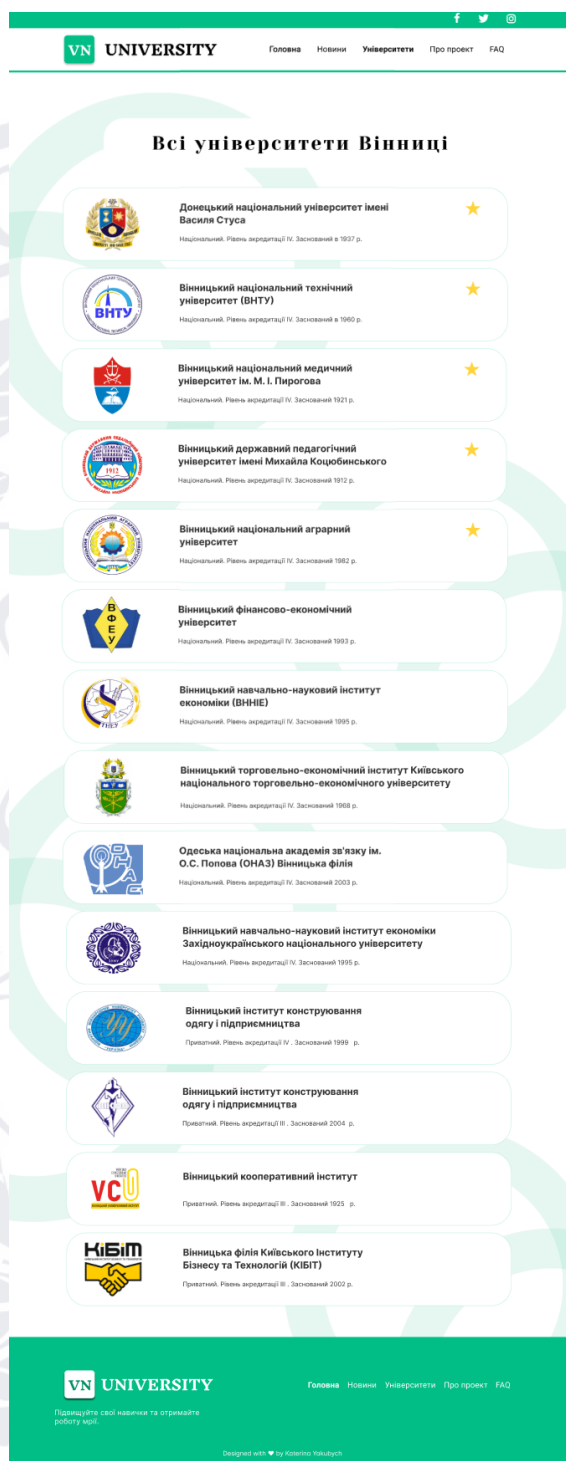 VN UNIVERSITY
Головна Новини Університети Про проект FAQ
Всі університети Вінниці
Донецький національний університет імені
Василя Стуса
Національний. Рівень акредитації IV. Заснований в 1937 р.
ВНТУ
Вінницький національний технічний
університет (ВНТУ)
Національний. Рівень акредитації IV. Заснований в 1960 р.
Вінницький національний медичний
університет ім. М. І. Пирогова
Національний. Рівень акредитації IV. Заснований 1921 р.
1912
Вінницький державний педагогічний
університет імені Михайла Коцюбинського
Національний. Рівень акредитації IV. Заснований 1912 р.
Вінницький національний аграрний
університет
Національний. Рівень акредитації IV. Заснований 1982 р.
ВФЕУ
Вінницький фінансово-економічний
університет
Національний. Рівень акредитації IV. Заснований 1993 р.
Вінницький навчально-науковий інститут
економіки (ВННІЕ)
Національний. Рівень акредитації IV. Заснований 1995 р.
Вінницький торговельно-економічний інститут Київського
національного торговельно-економічного університету
Національний. Рівень акредитації IV. Заснований 1968 р.
Одеська національна академія зв'язку ім.
О.С. Попова (ОНАЗ) Вінницька філія
Національний. Рівень акредитації IV. Заснований 2003 р.
Вінницький навчально-науковий інститут економіки
Західноукраїнського національного університету
Національний. Рівень акредитації IV. Заснований 1995 р.
Вінницький інститут конструювання
одягу і підприємництва
Приватний. Рівень акредитації IV . Заснований 1999 р.
Вінницький інститут конструювання
одягу і підприємництва
Приватний. Рівень акредитації III . Заснований 2004 р.
Вінницький кооперативний інститут
Приватний. Рівень акредитації III . Заснований 1925 р.
КіБіТ
Вінницька філія Київського Інституту
Бізнесу та Технологій (КІБІТ)
Приватний. Рівень акредитації III . Заснований 2002 р.
VN UNIVERSITY
Головна Новини Університети Про проект FAQ
Підвищуйте свої навички та отримайте
роботу мрії.
Designed with ♥ by Katerina Yakubych